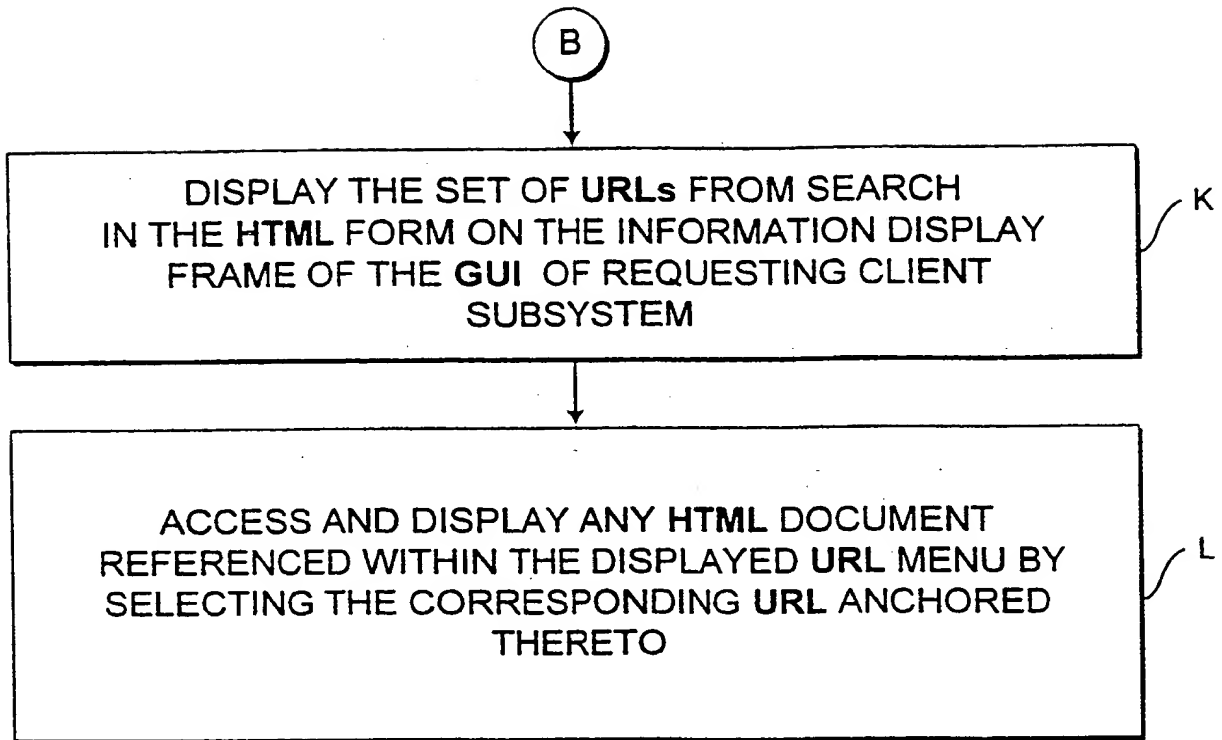 B
DISPLAY THE SET OF URLs FROM SEARCH
IN THE HTML FORM ON THE INFORMATION DISPLAY
FRAME OF THE GUI OF REQUESTING CLIENT
SUBSYSTEM
K
ACCESS AND DISPLAY ANY HTML DOCUMENT
REFERENCED WITHIN THE DISPLAYED URL MENU BY
SELECTING THE CORRESPONDING URL ANCHORED
THERETO
L